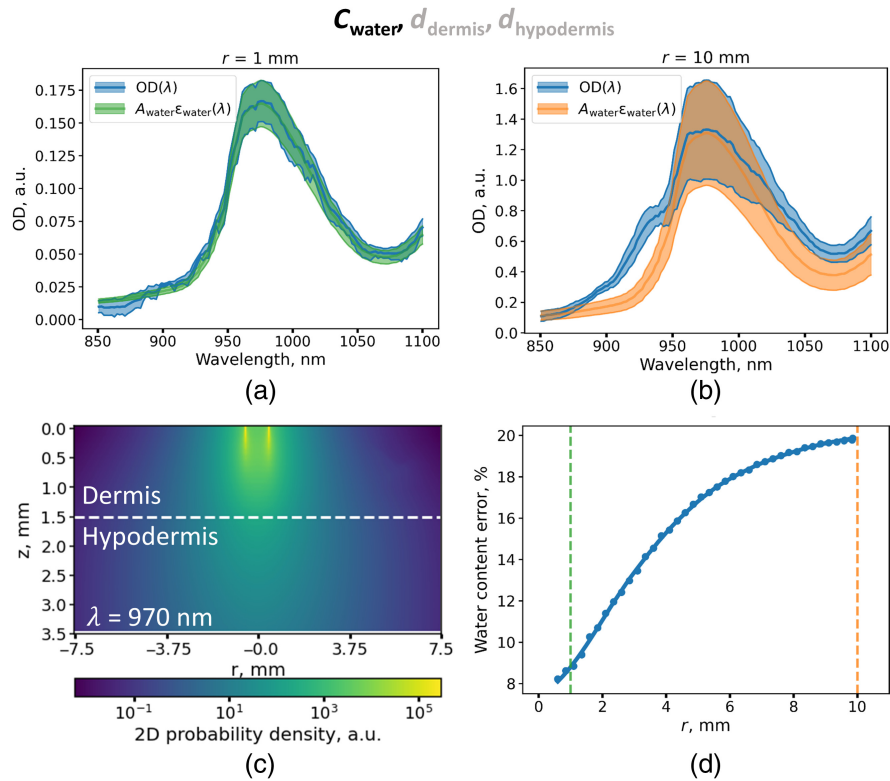 Cwater, ddermis, dhypodermis
r = 1 mm
OD(λ)
Awaterεwater(λ)
0.175
0.150
0.125
0.100
0.075
0.050
0.025
0.000
OD, a.u.
850 900 950 1000 1050 1100
Wavelength, nm
(a)
r = 10 mm
OD(λ)
Awaterεwater(λ)
1.6
1.4
1.2
1.0
0.8
0.6
0.4
0.2
0.0
OD, a.u.
850 900 950 1000 1050 1100
Wavelength, nm
(b)
0.0
0.5
1.0
1.5
2.0
2.5
3.0
3.5
z, mm
Dermis
Hypodermis
λ = 970 nm
−7.5 −3.75 −0.0 3.75 7.5
r, mm
10⁻¹ 10¹ 10³ 10⁵
2D probability density, a.u.
(c)
20
18
16
14
12
10
8
Water content error, %
0 2 4 6 8 10
r, mm
(d)